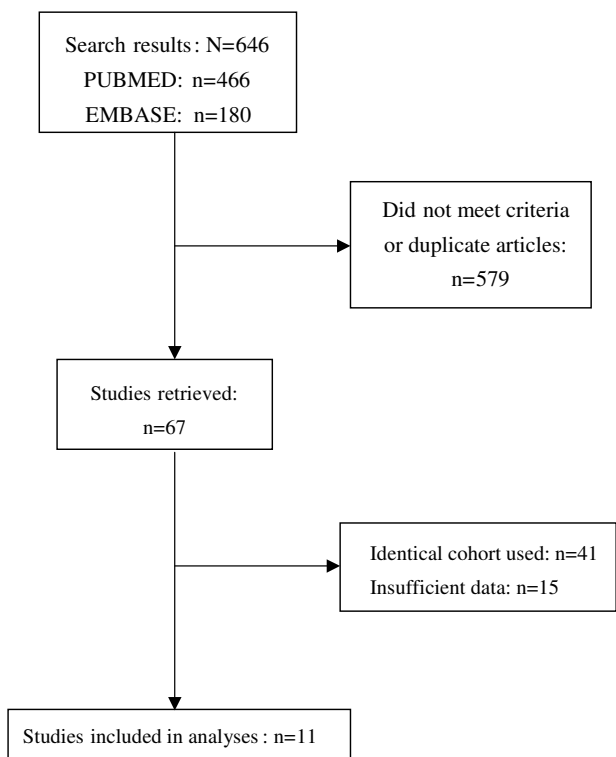 Search results: N=646
PUBMED: n=466
EMBASE: n=180
Did not meet criteria
or duplicate articles:
n=579
Studies retrieved:
n=67
Identical cohort used: n=41
Insufficient data: n=15
Studies included in analyses: n=11